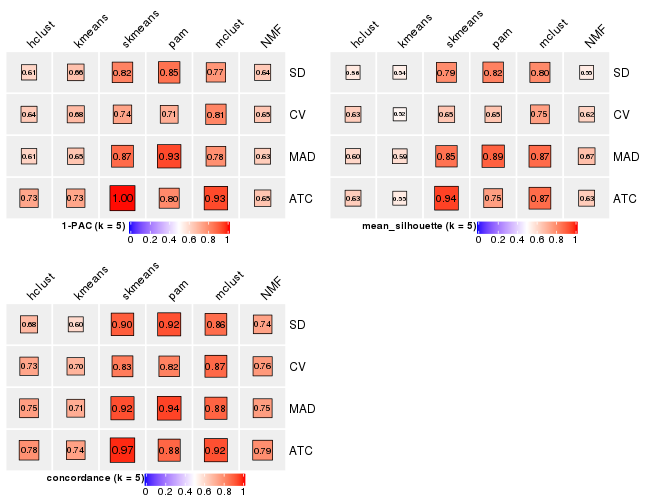 hclust kmeans skmeans pam mclust NMF
0.61 0.66 0.82 0.85 0.77 0.64 SD
0.64 0.68 0.74 0.71 0.81 0.65 CV
0.61 0.65 0.87 0.93 0.78 0.63 MAD
0.73 0.73 1.00 0.80 0.93 0.65 ATC
1-PAC (k = 5)
0 0.2 0.4 0.6 0.8 1
hclust kmeans skmeans pam mclust NMF
0.56 0.54 0.79 0.82 0.80 0.55 SD
0.63 0.52 0.65 0.65 0.75 0.62 CV
0.60 0.59 0.85 0.89 0.87 0.67 MAD
0.63 0.55 0.94 0.75 0.87 0.63 ATC
mean_silhouette (k = 5)
0 0.2 0.4 0.6 0.8 1
hclust kmeans skmeans pam mclust NMF
0.68 0.60 0.90 0.92 0.86 0.74 SD
0.73 0.70 0.83 0.82 0.87 0.76 CV
0.75 0.71 0.92 0.94 0.88 0.75 MAD
0.78 0.74 0.97 0.88 0.92 0.79 ATC
concordance (k = 5)
0 0.2 0.4 0.6 0.8 1